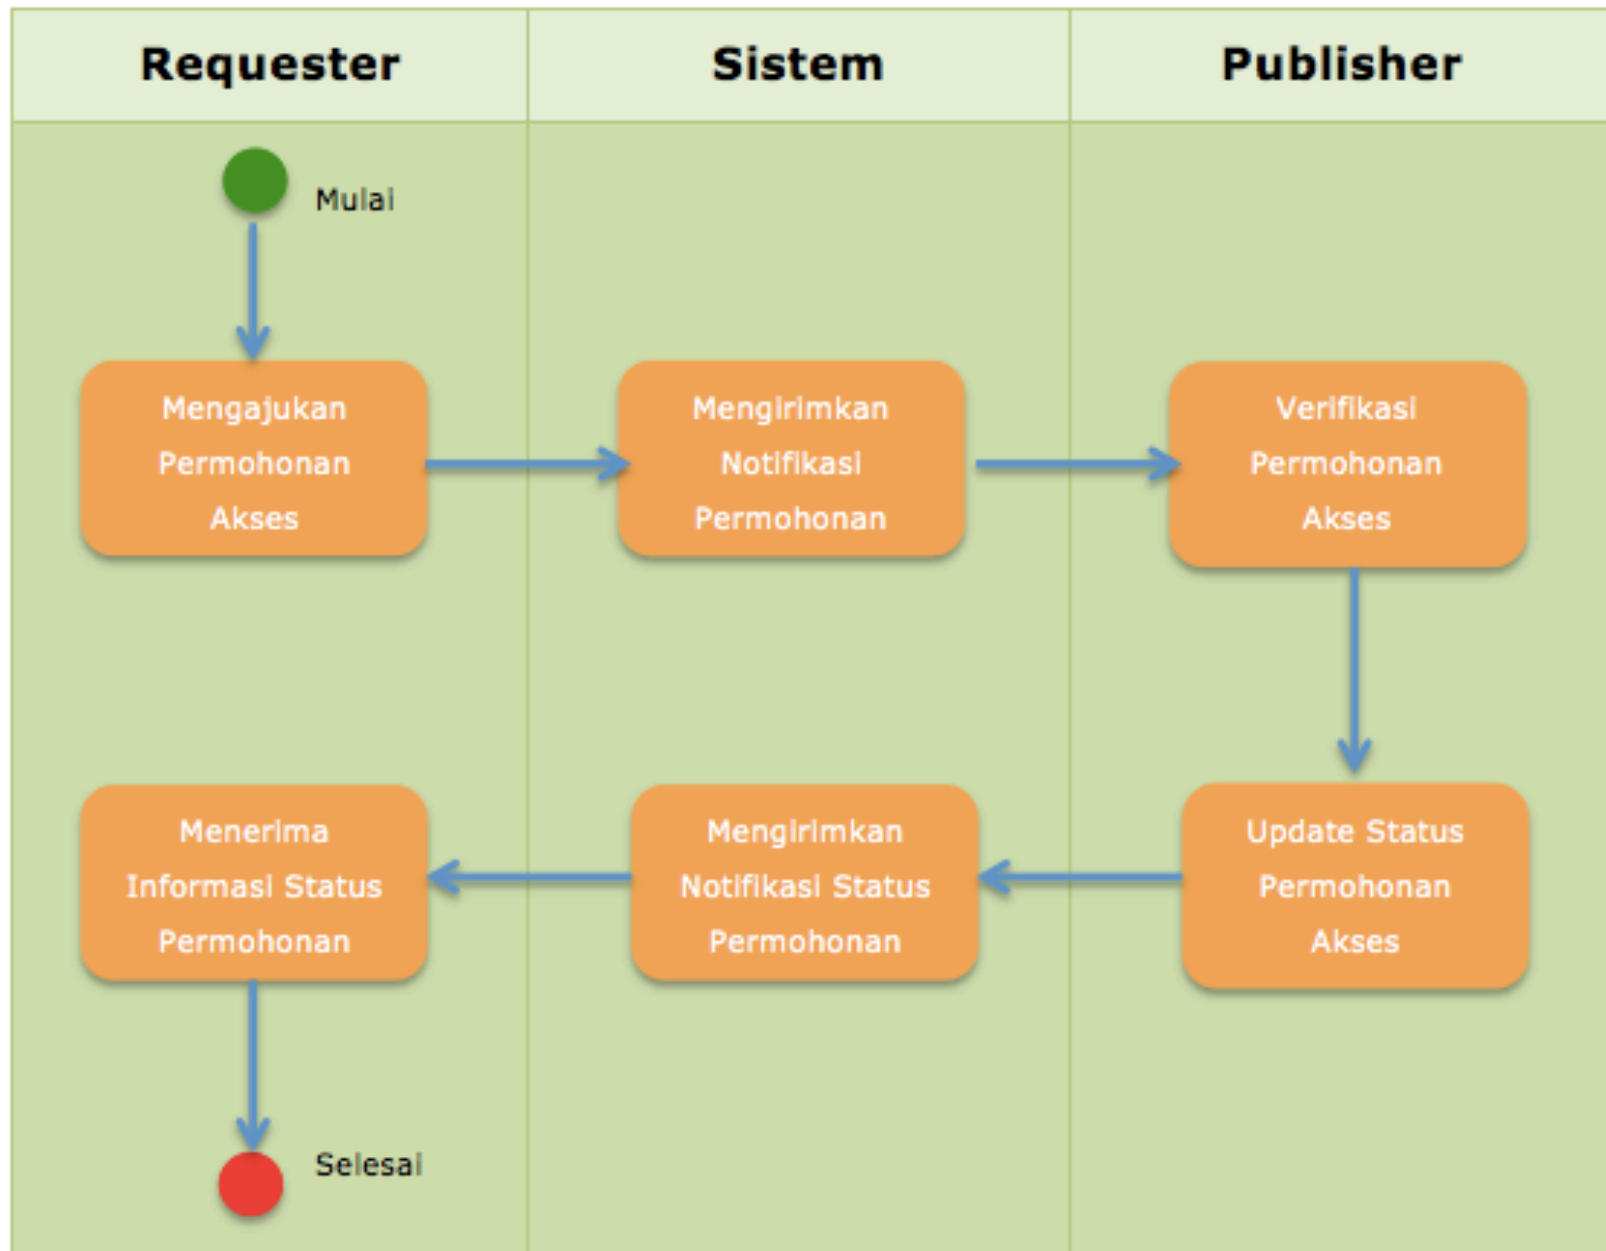 Requester
Sistem
Publisher
Mulai
Mengajukan
Permohonan
Akses
Mengirimkan
Notifikasi
Permohonan
Verifikasi
Permohonan
Akses
Menerima
Informasi Status
Permohonan
Mengirimkan
Notifikasi Status
Permohonan
Update Status
Permohonan
Akses
Selesai